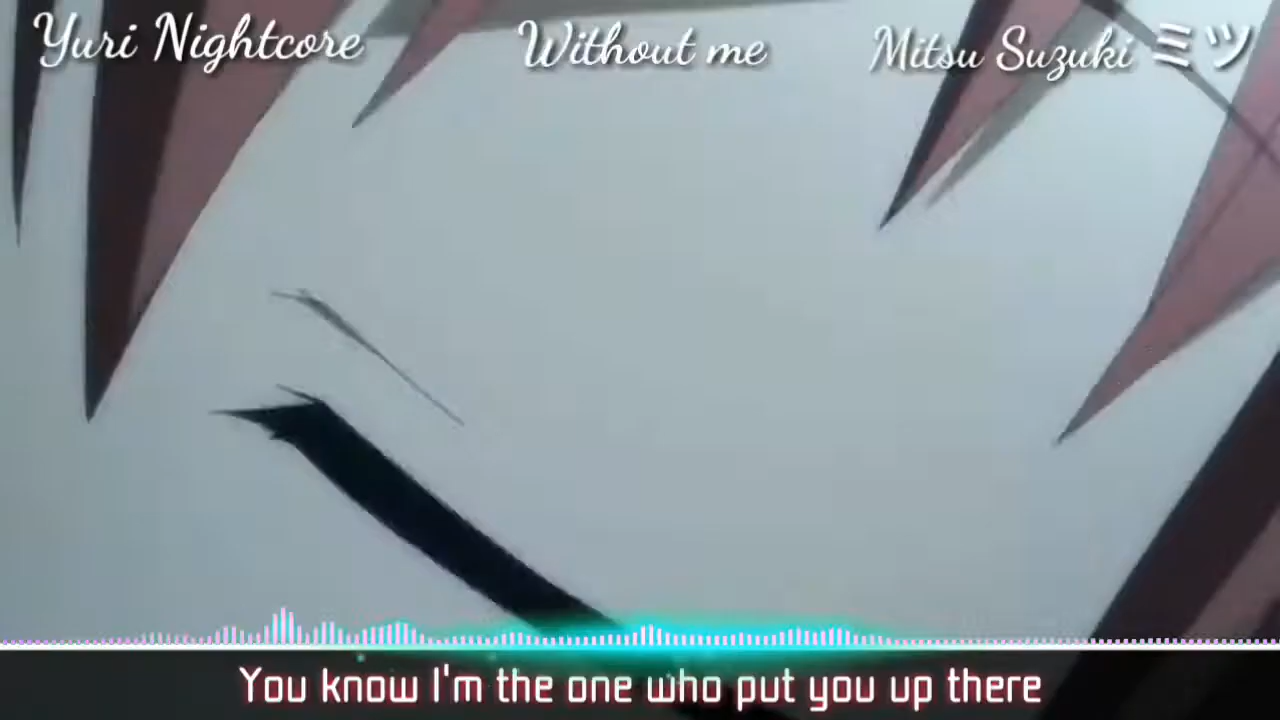 Yuri Nightcore
Without me
Mitsu Suzuki ミツ
You know I'm the one who put you up there